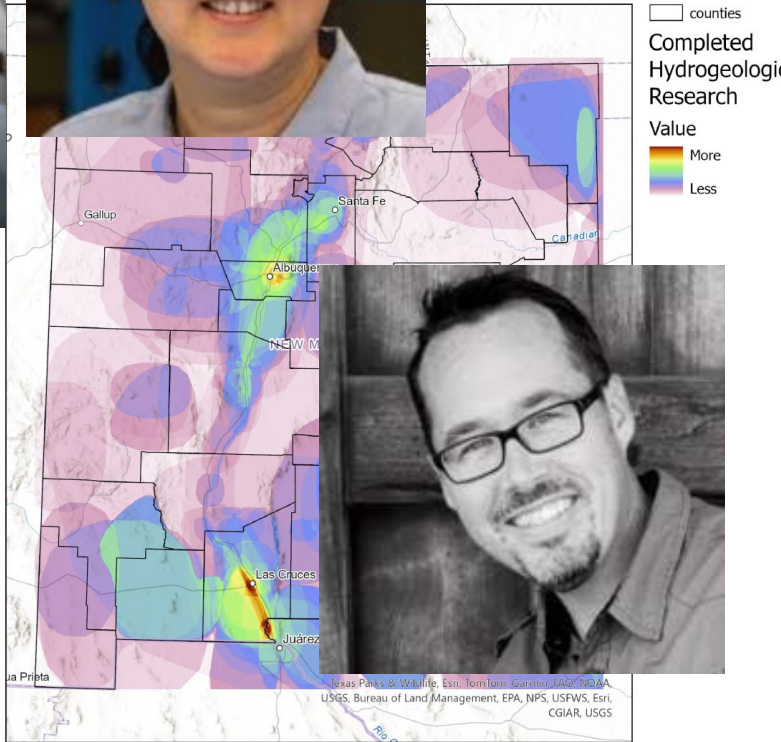 counties
Completed
Hydrogeologic
Research
Value
More
Less
Santa Fe
Gallup
Canadian
Albuquer
NEW M
Las Cruces
Juárez
ua Prieta
Texas Parks & Wildlife, Esri, TomTom, Garmin, FAO, NOAA,
USGS, Bureau of Land Management, EPA, NPS, USFWS, Esri,
CGIAR, USGS
Rio